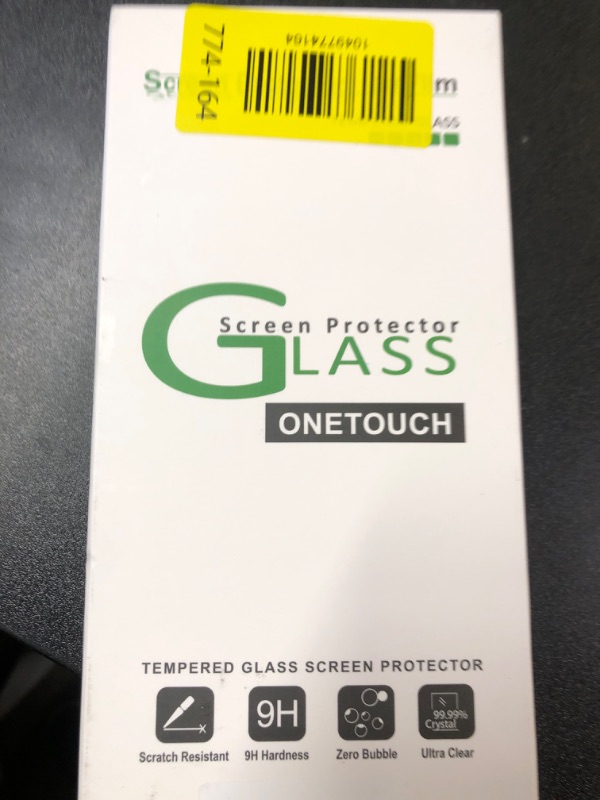 774-164
1049774164
Screen Protector
GLASS
ONETOUCH
TEMPERED GLASS SCREEN PROTECTOR
9H
99.99%
Crystal
Scratch Resistant 9H Hardness Zero Bubble Ultra Clear